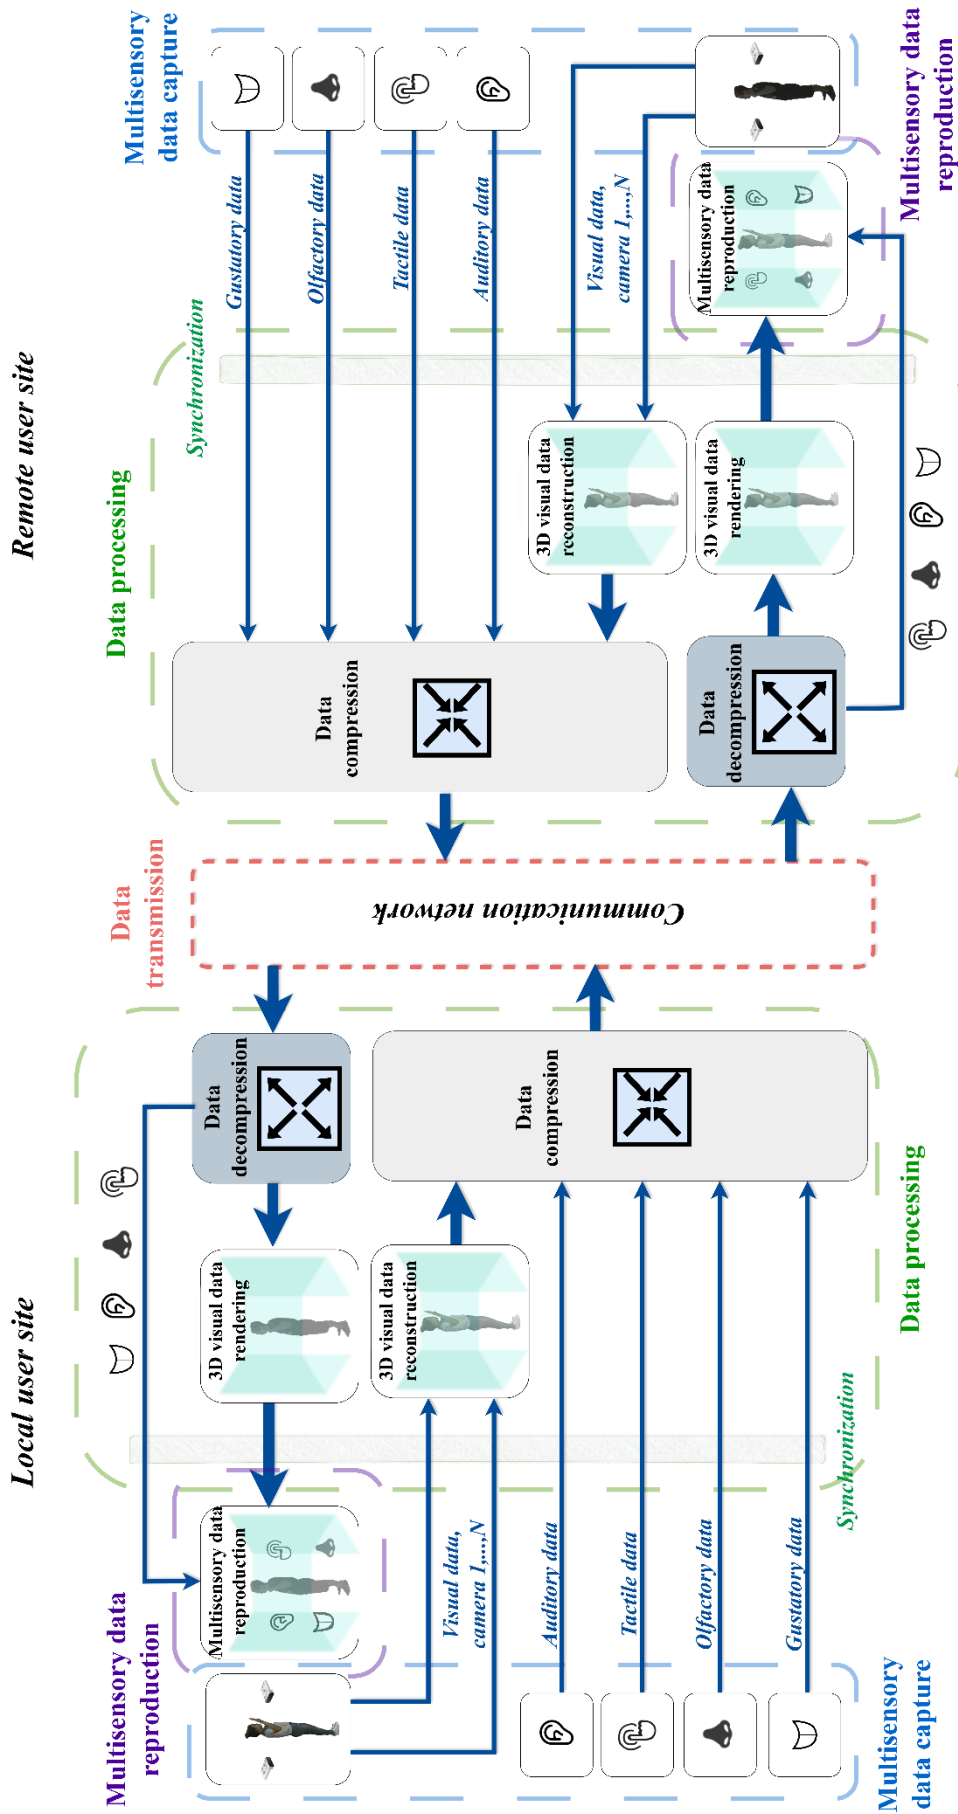 Local user site
Remote user site
Multisensory data
reproduction
Data
transmission
Data processing
Multisensory
data capture
Synchronization
Multisensory data
reproduction
3D visual data
rendering
Data
decompression
Data
compression
Gustatory data
Olfactory data
Tactile data
Auditory data
Visual data,
camera 1,...,N
3D visual data
reconstruction
Data
compression
Communication network
3D visual data
reconstruction
Visual data,
camera 1,...,N
Auditory data
Tactile data
Olfactory data
Gustatory data
Data
decompression
3D visual data
rendering
Multisensory data
reproduction
Synchronization
Multisensory
data capture
Data processing
Multisensory data
reproduction